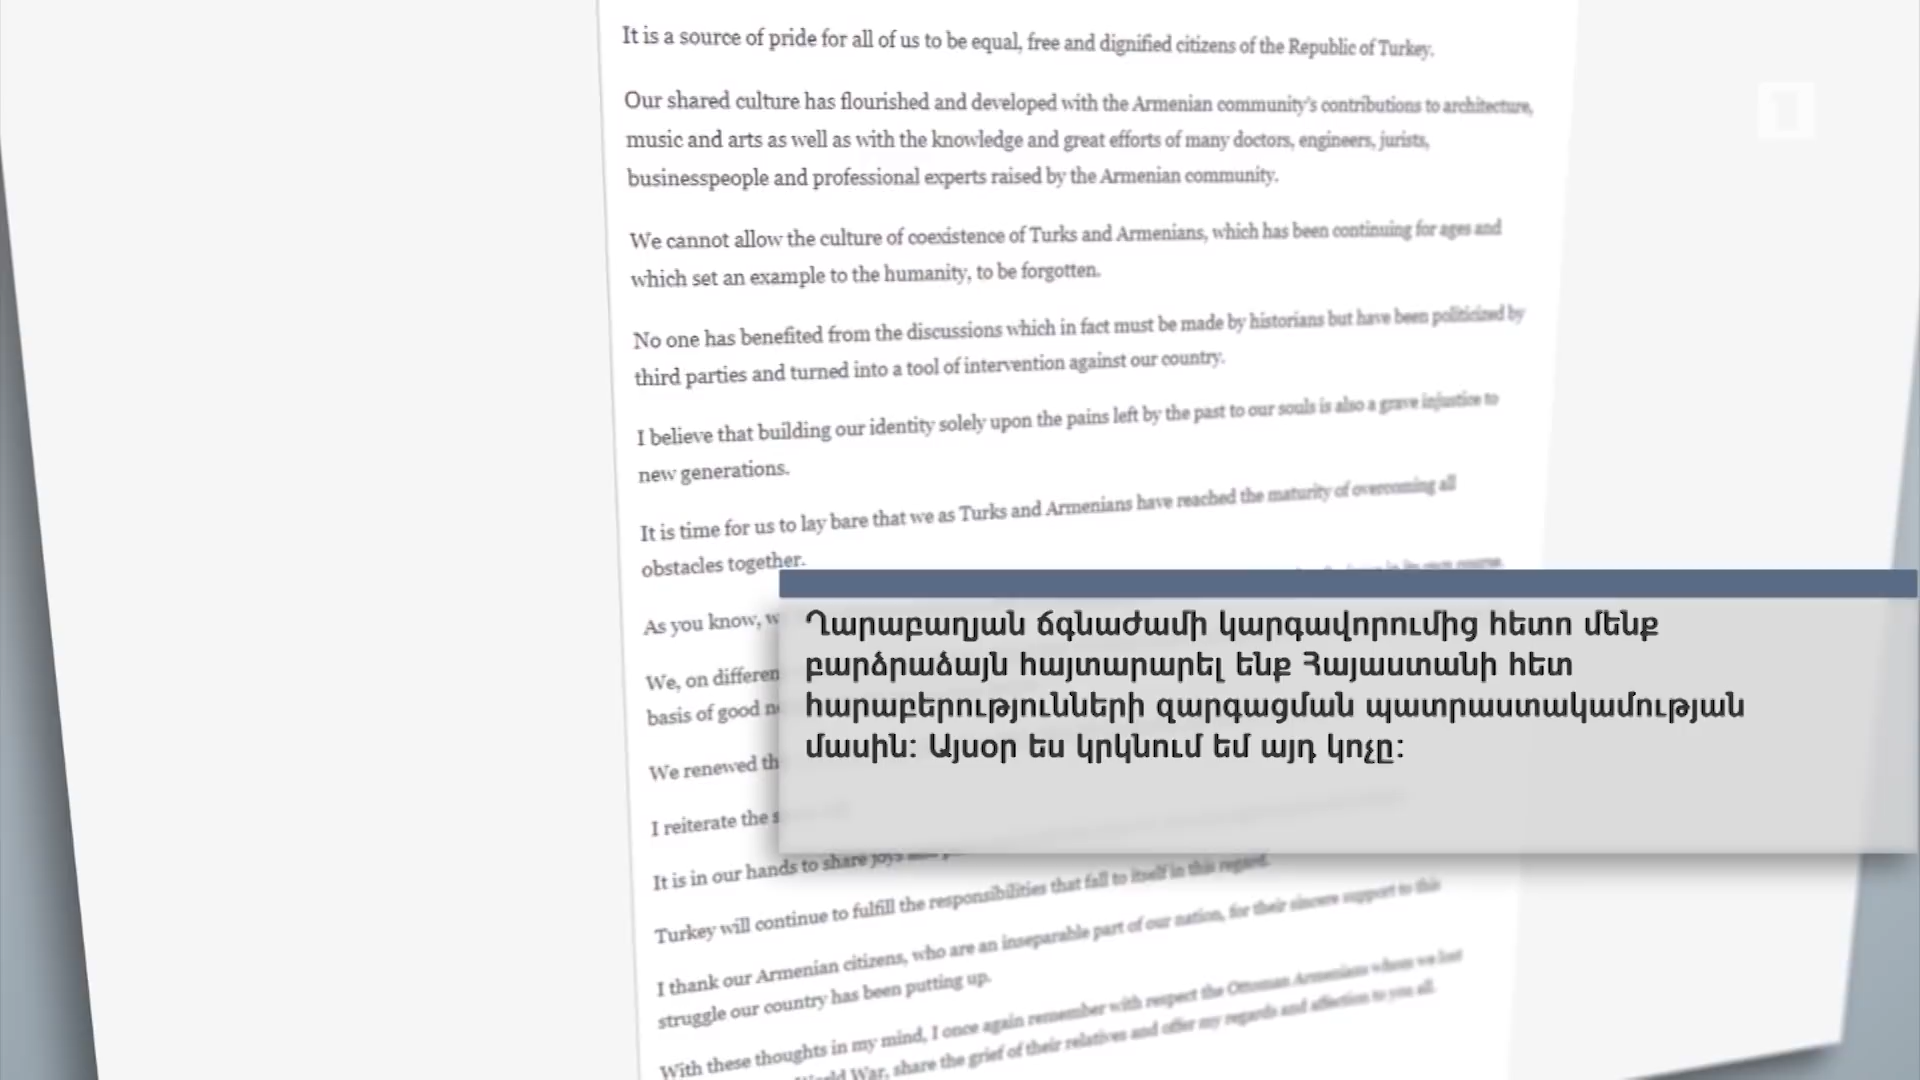 It is a source of pride for all of us to be equal, free and dignified citizens of the Republic of Turkey.
Our shared culture has flourished and developed with the Armenian community's contributions to architecture,
music and arts as well as with the knowledge and great efforts of many doctors, engineers, jurists,
businesspeople and professional experts raised by the Armenian community.
We cannot allow the culture of coexistence of Turks and Armenians, which has been continuing for ages and
which set an example to the humanity, to be forgotten.
No one has benefited from the discussions which in fact must be made by historians but have been politicized by
third parties and turned into a tool of intervention against our country.
I believe that building our identity solely upon the pains left by the past to our souls is also a grave injustice to
new generations.
It is time for us to lay bare that we as Turks and Armenians have reached the maturity of overcoming all
obstacles together.
As you know, in its own course
We, on
basis of good
We renewed
I reiterate the
It is in our hands to share joys
Turkey will continue to fulfill the responsibilities that fall to itself in this regard.
I thank our Armenian citizens, who are an inseparable part of our nation, for their sincere support to this
struggle our country has been putting up.
With these thoughts in my mind, I once again remember with respect the Ottoman Armenians whom we lost
World War, share the grief of their relatives and offer my regards and affection to you all.
Ղարաբաղյան ճգնաժամի կարգավորումից հետո մենք
բարձրաձայն հայտարարել ենք Հայաստանի հետ
հարաբերությունների զարգացման պատրաստակամության
մասին: Այսօր ես կրկնում եմ այդ կոչը:
1